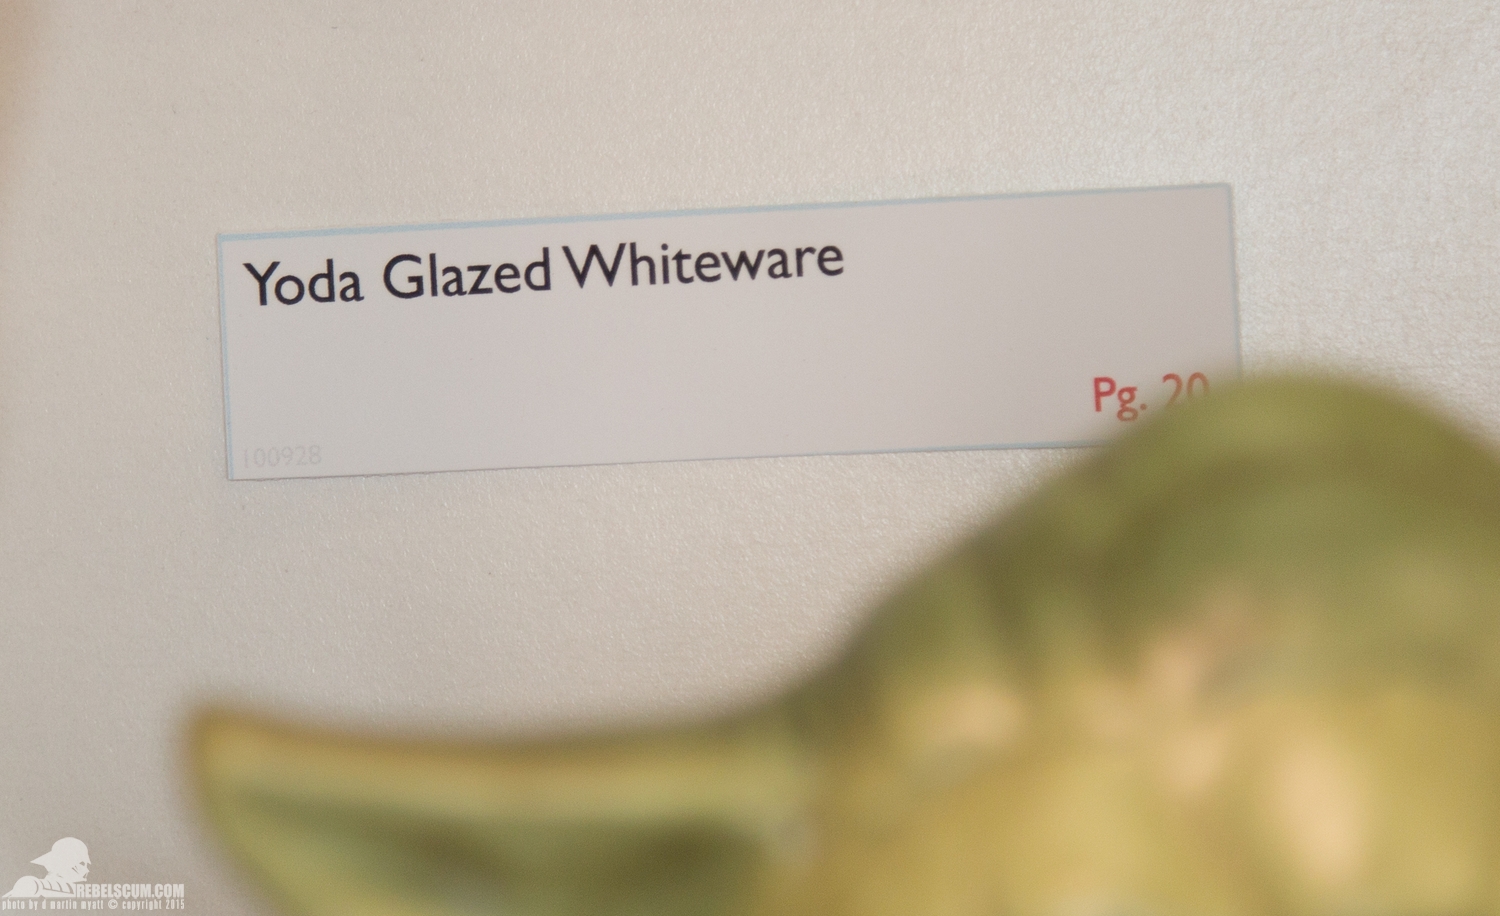 Yoda Glazed Whiteware
Pg. 20
100928
REBELSCUM.COM
photo by d martin myatt © copyright 2015